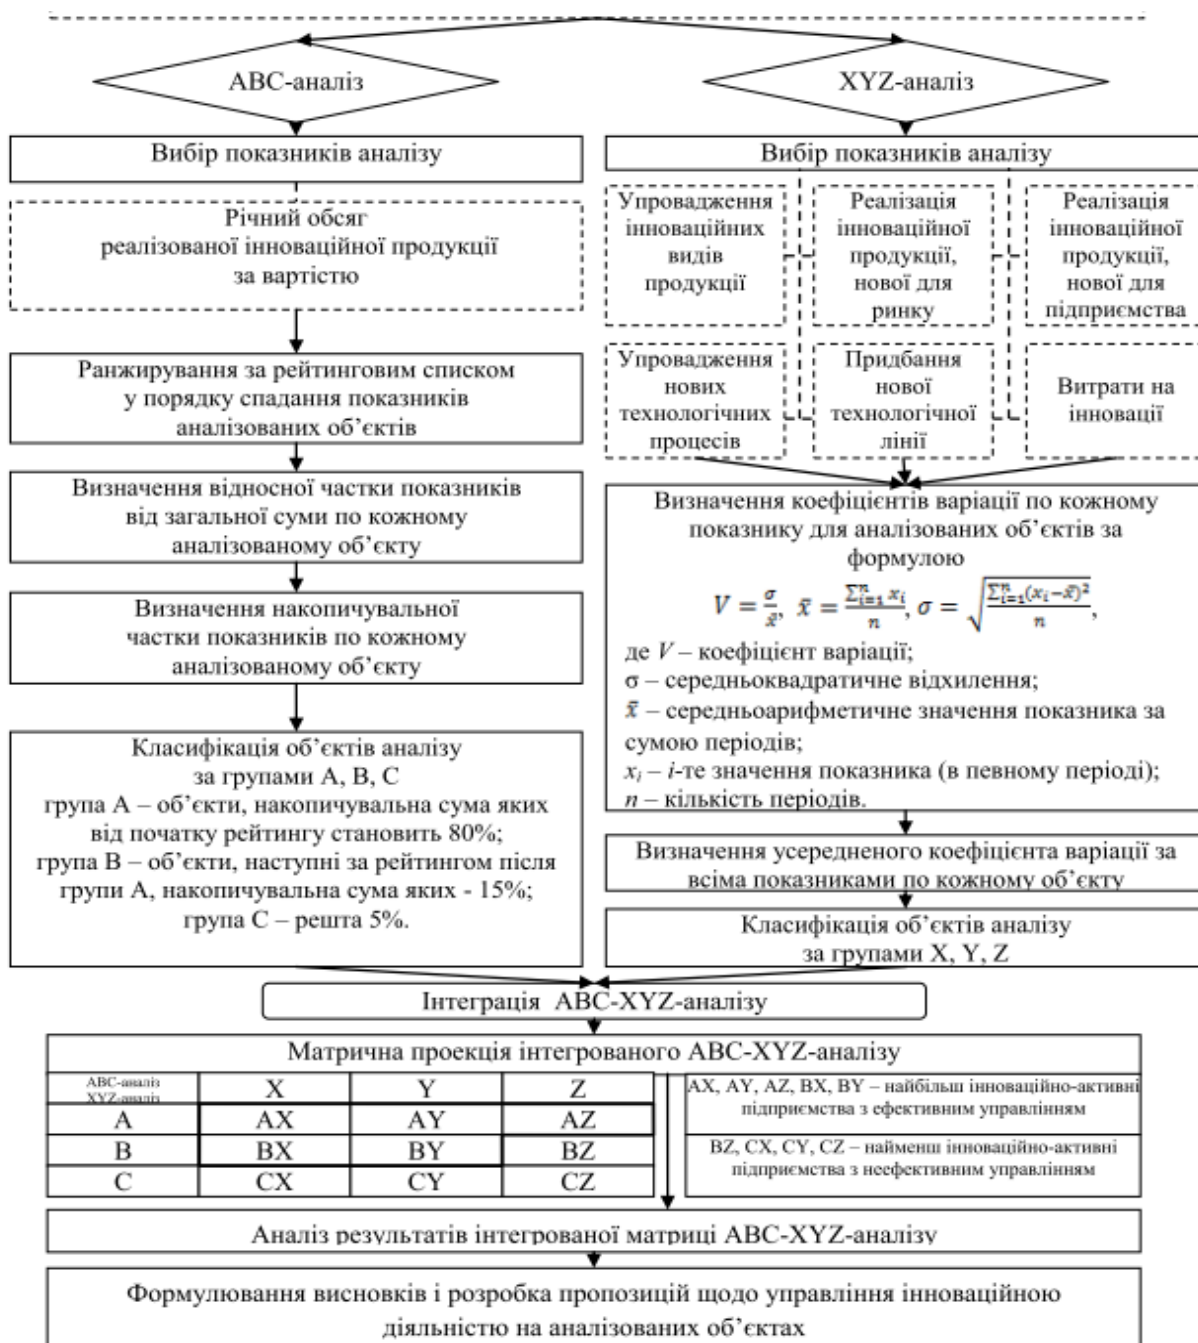 АВС-аналіз
Вибір показників аналізу
Річний обсяг
реалізованої інноваційної продукції
за вартістю
Ранжирування за рейтинговим списком
у порядку спадання показників
аналізованих об’єктів
Визначення відносної частки показників
від загальної суми по кожному
аналізованому об’єкту
Визначення накопичувальної
частки показників по кожному
аналізованому об’єкту
Класифікація об’єктів аналізу
за групами А, В, С
група А – об’єкти, накопичувальна сума яких
від початку рейтингу становить 80%;
група В – об’єкти, наступні за рейтингом після
групи А, накопичувальна сума яких - 15%;
група С – решта 5%.
XYZ-аналіз
Вибір показників аналізу
Упровадження
інноваційних
видів
продукції
Реалізація
інноваційної
продукції,
нової для
ринку
Реалізація
інноваційної
продукції,
нової для
підприємства
Упровадження
нових
технологічних
процесів
Придбання
нової
технологічної
лінії
Витрати на
інновації
Визначення коефіцієнтів варіації по кожному
показнику для аналізованих об’єктів за
формулою
V = σ/x̄, x̄ = ∑ⁿᵢ₌₁ xᵢ / n, σ = √(∑ⁿᵢ₌₁(xᵢ−x̄)² / n),
де V – коефіцієнт варіації;
σ – середньоквадратичне відхилення;
x̄ – середньоарифметичне значення показника за
сумою періодів;
xᵢ – i-те значення показника (в певному періоді);
n – кількість періодів.
Визначення усередненого коефіцієнта варіації за
всіма показниками по кожному об’єкту
Класифікація об’єктів аналізу
за групами X, Y, Z
Інтеграція АВС-XYZ-аналізу
Матрична проекція інтегрованого АВС-XYZ-аналізу
АВС-аналіз
XYZ-аналіз
X Y Z
A AX AY AZ
B BX BY BZ
C CX CY CZ
AX, AY, AZ, BX, BY – найбільш інноваційно-активні
підприємства з ефективним управлінням
BZ, CX, CY, CZ – найменш інноваційно-активні
підприємства з неефективним управлінням
Аналіз результатів інтегрованої матриці АВС-XYZ-аналізу
Формулювання висновків і розробка пропозицій щодо управління інноваційною
діяльністю на аналізованих об’єктах